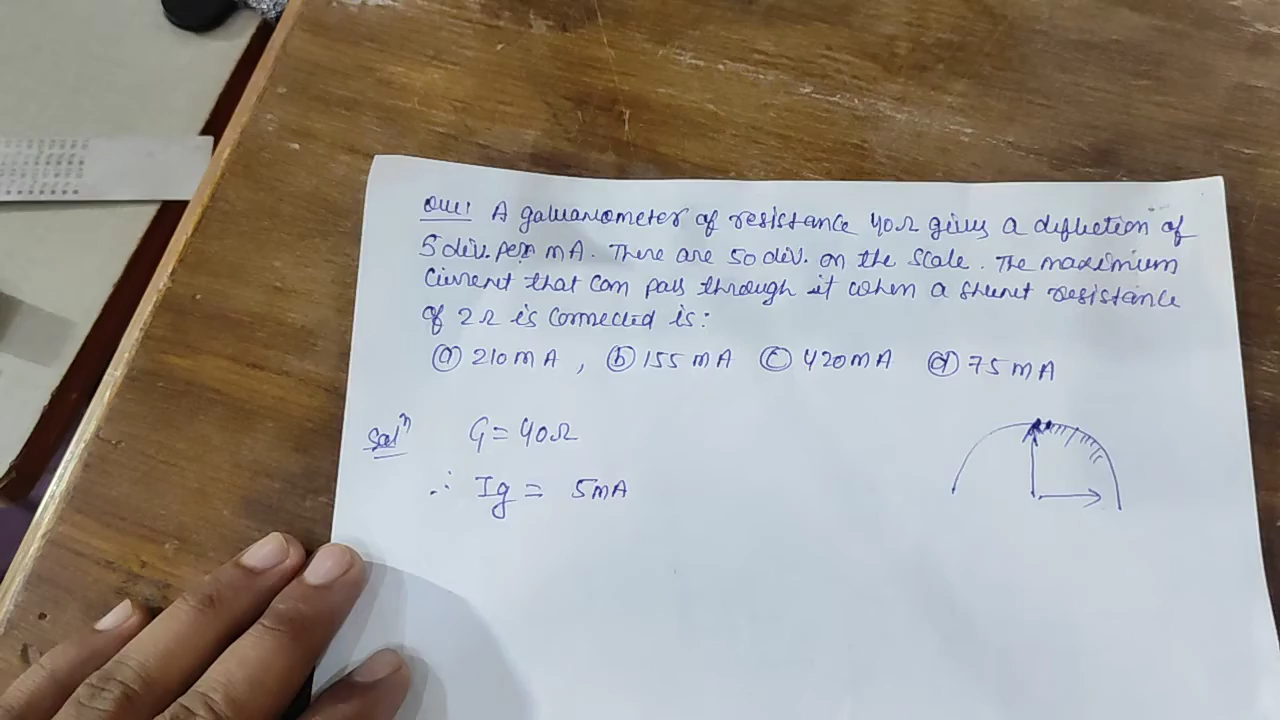 Que: A galvanometer of resistance 40Ω gives a deflection of
5 div. per mA. There are 50 div. on the scale. The maximum
current that can pass through it when a shunt resistance
of 2Ω is connected is:
(a) 210 mA , (b) 155 mA (c) 420 mA (d) 75 mA
Solⁿ G = 40Ω
∴ Ig = 5mA